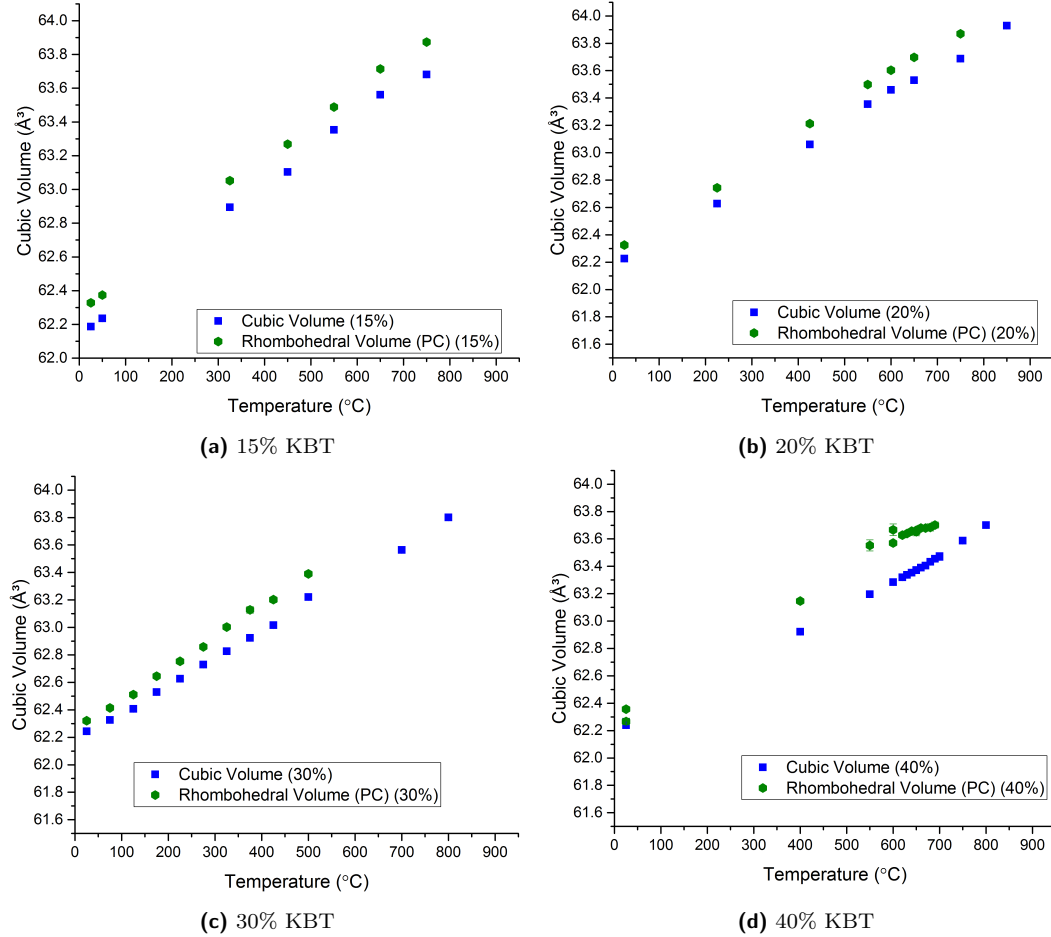 64.0
63.8
63.6
63.4
63.2
63.0
62.8
62.6
62.4
62.2
62.0
Cubic Volume (Å³)
Cubic Volume (15%)
Rhombohedral Volume (PC) (15%)
0 100 200 300 400 500 600 700 800 900
Temperature (°C)
(a) 15% KBT
64.0
63.8
63.6
63.4
63.2
63.0
62.8
62.6
62.4
62.2
62.0
61.8
61.6
Cubic Volume (Å³)
Cubic Volume (20%)
Rhombohedral Volume (PC) (20%)
0 100 200 300 400 500 600 700 800 900
Temperature (°C)
(b) 20% KBT
64.0
63.8
63.6
63.4
63.2
63.0
62.8
62.6
62.4
62.2
62.0
61.8
61.6
Cubic Volume (Å³)
Cubic Volume (30%)
Rhombohedral Volume (PC) (30%)
0 100 200 300 400 500 600 700 800 900
Temperature (°C)
(c) 30% KBT
64.0
63.8
63.6
63.4
63.2
63.0
62.8
62.6
62.4
62.2
62.0
61.8
61.6
Cubic Volume (Å³)
Cubic Volume (40%)
Rhombohedral Volume (PC) (40%)
0 100 200 300 400 500 600 700 800 900
Temperature (°C)
(d) 40% KBT